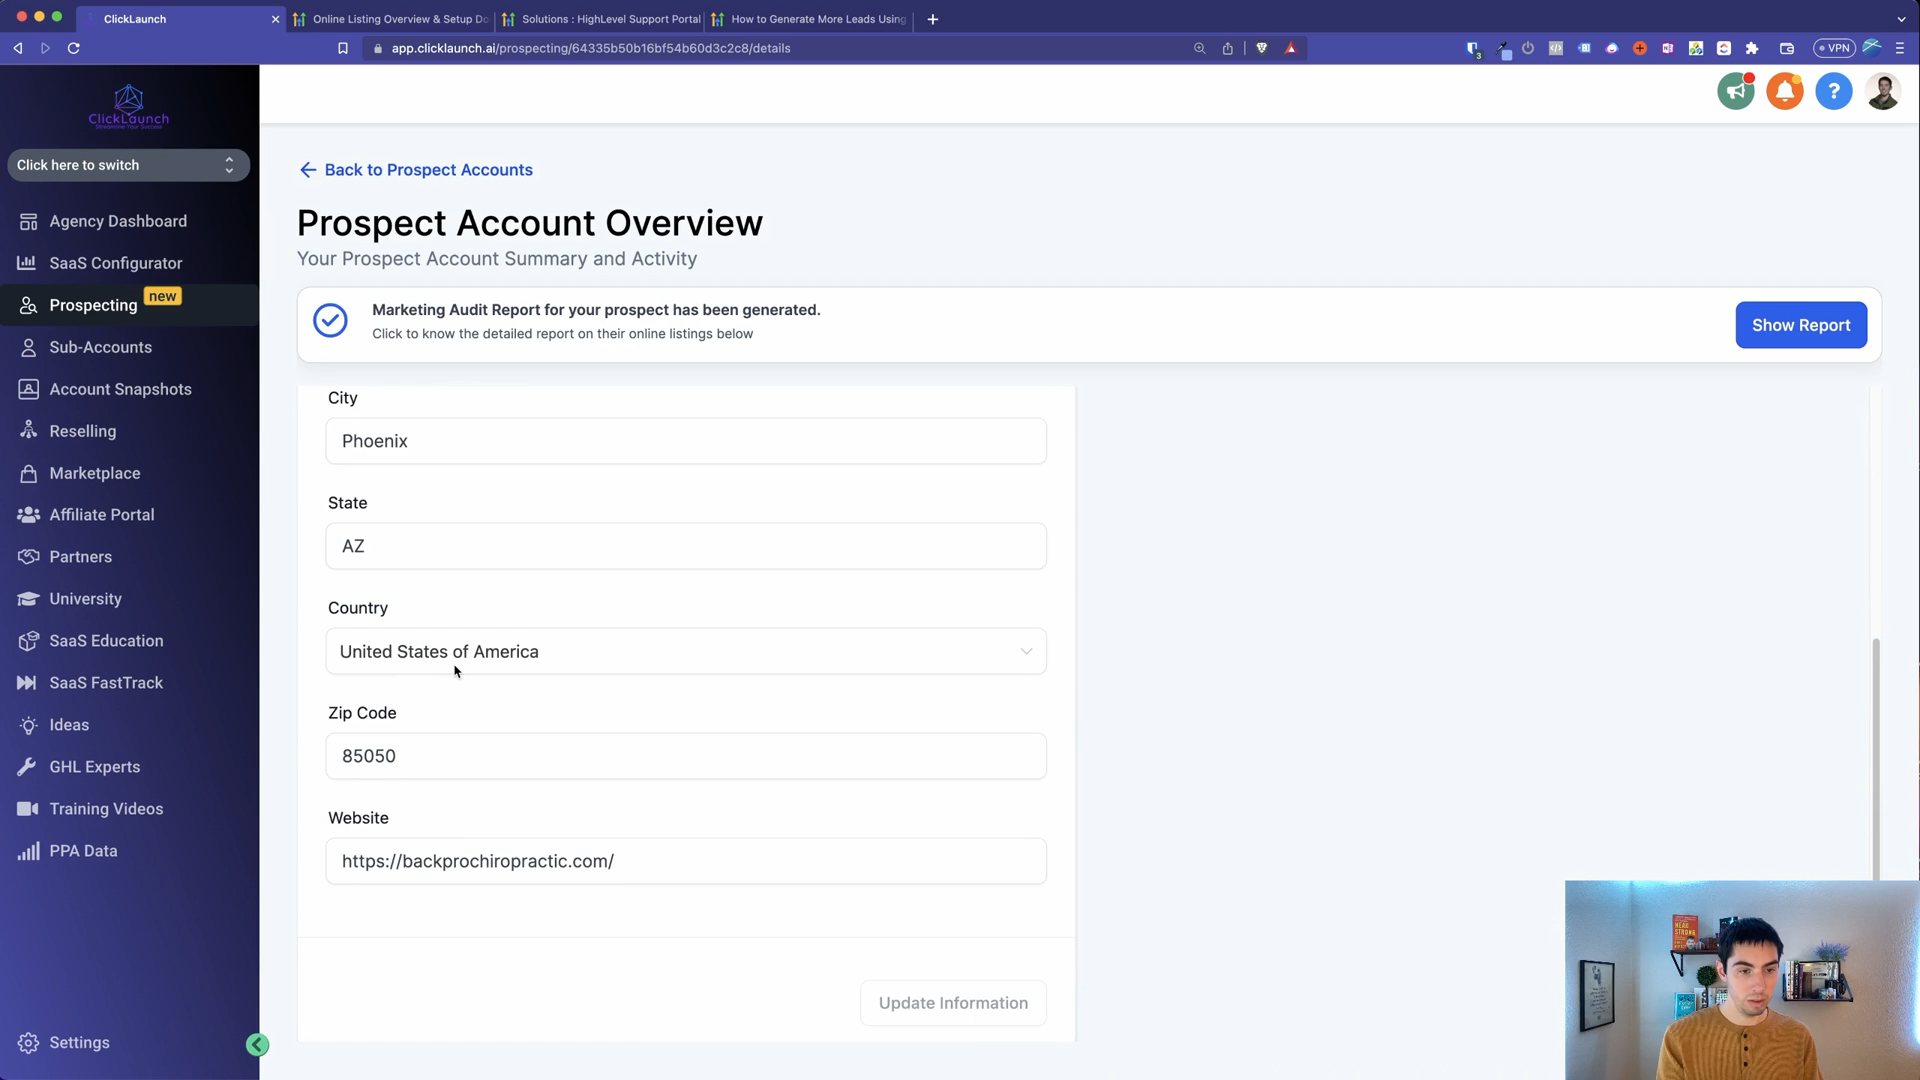 ClickLaunch
Online Listing Overview & Setup Do
Solutions : HighLevel Support Portal
How to Generate More Leads Using
app.clicklaunch.ai/prospecting/64335b50b16bf54b60d3c2c8/details
3
VPN
ClickLaunch
Streamline Your Success
Click here to switch
Agency Dashboard
SaaS Configurator
Prospecting
new
Sub-Accounts
Account Snapshots
Reselling
Marketplace
Affiliate Portal
Partners
University
SaaS Education
SaaS FastTrack
Ideas
GHL Experts
Training Videos
PPA Data
Settings
?
Back to Prospect Accounts
Prospect Account Overview
Your Prospect Account Summary and Activity
Marketing Audit Report for your prospect has been generated.
Click to know the detailed report on their online listings below
Show Report
City
Phoenix
State
AZ
Country
United States of America
Zip Code
85050
Website
https://backprochiropractic.com/
Update Information